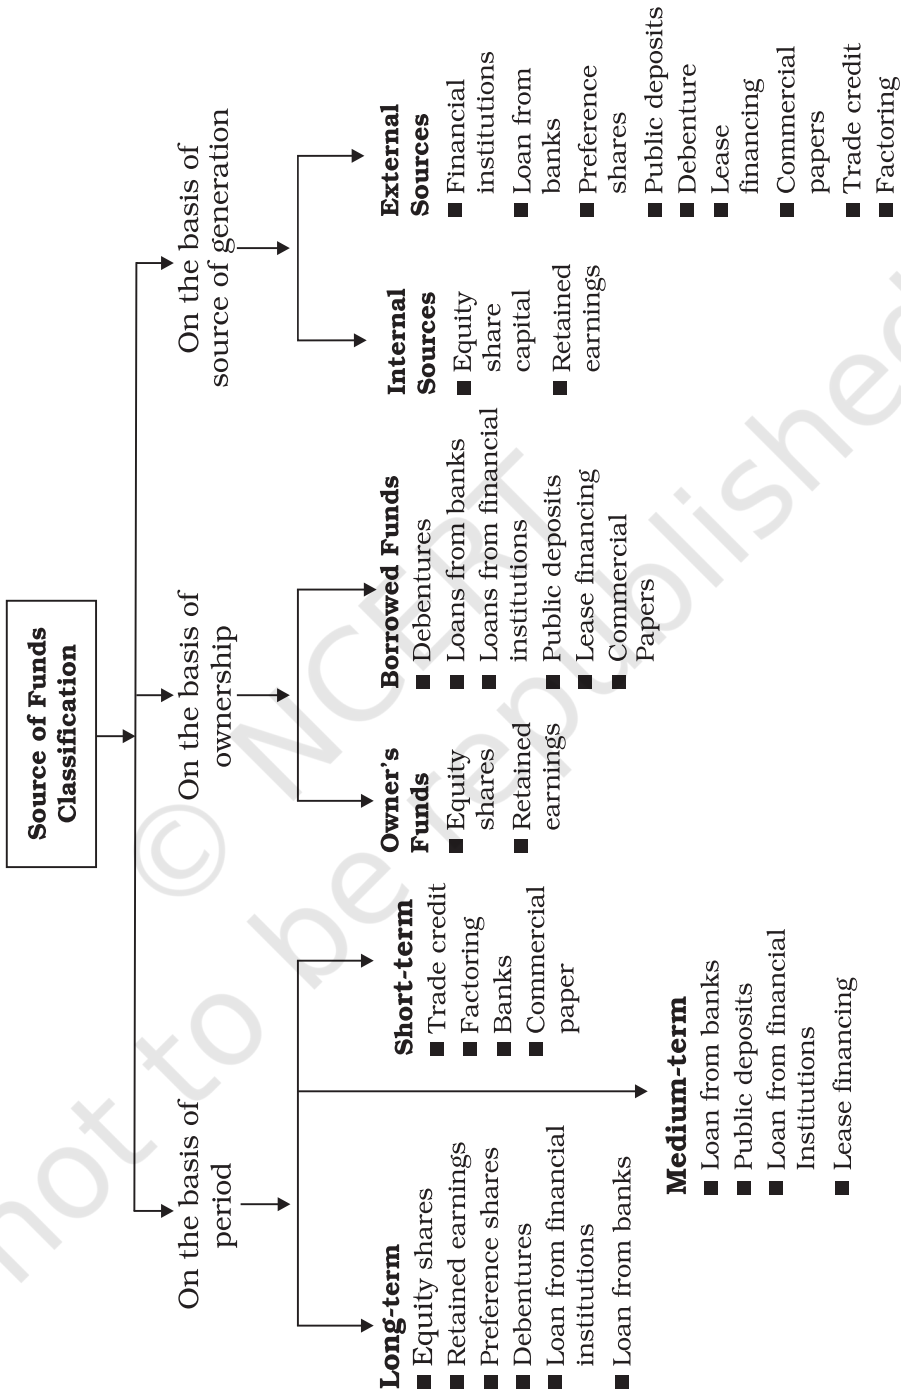 Source of Funds
Classification
On the basis of
period
On the basis of
ownership
On the basis of
source of generation
Long-term
■ Equity shares
■ Retained earnings
■ Preference shares
■ Debentures
■ Loan from financial
institutions
■ Loan from banks
Medium-term
■ Loan from banks
■ Public deposits
■ Loan from financial
Institutions
■ Lease financing
Short-term
■ Trade credit
■ Factoring
■ Banks
■ Commercial
paper
Owner's
Funds
■ Equity
shares
■ Retained
earnings
Borrowed Funds
■ Debentures
■ Loans from banks
■ Loans from financial
institutions
■ Public deposits
■ Lease financing
■ Commercial
Papers
Internal
Sources
■ Equity
share
capital
■ Retained
earnings
External
Sources
■ Financial
institutions
■ Loan from
banks
■ Preference
shares
■ Public deposits
■ Debenture
■ Lease
financing
■ Commercial
papers
■ Trade credit
■ Factoring
© NCERT
not to be republished